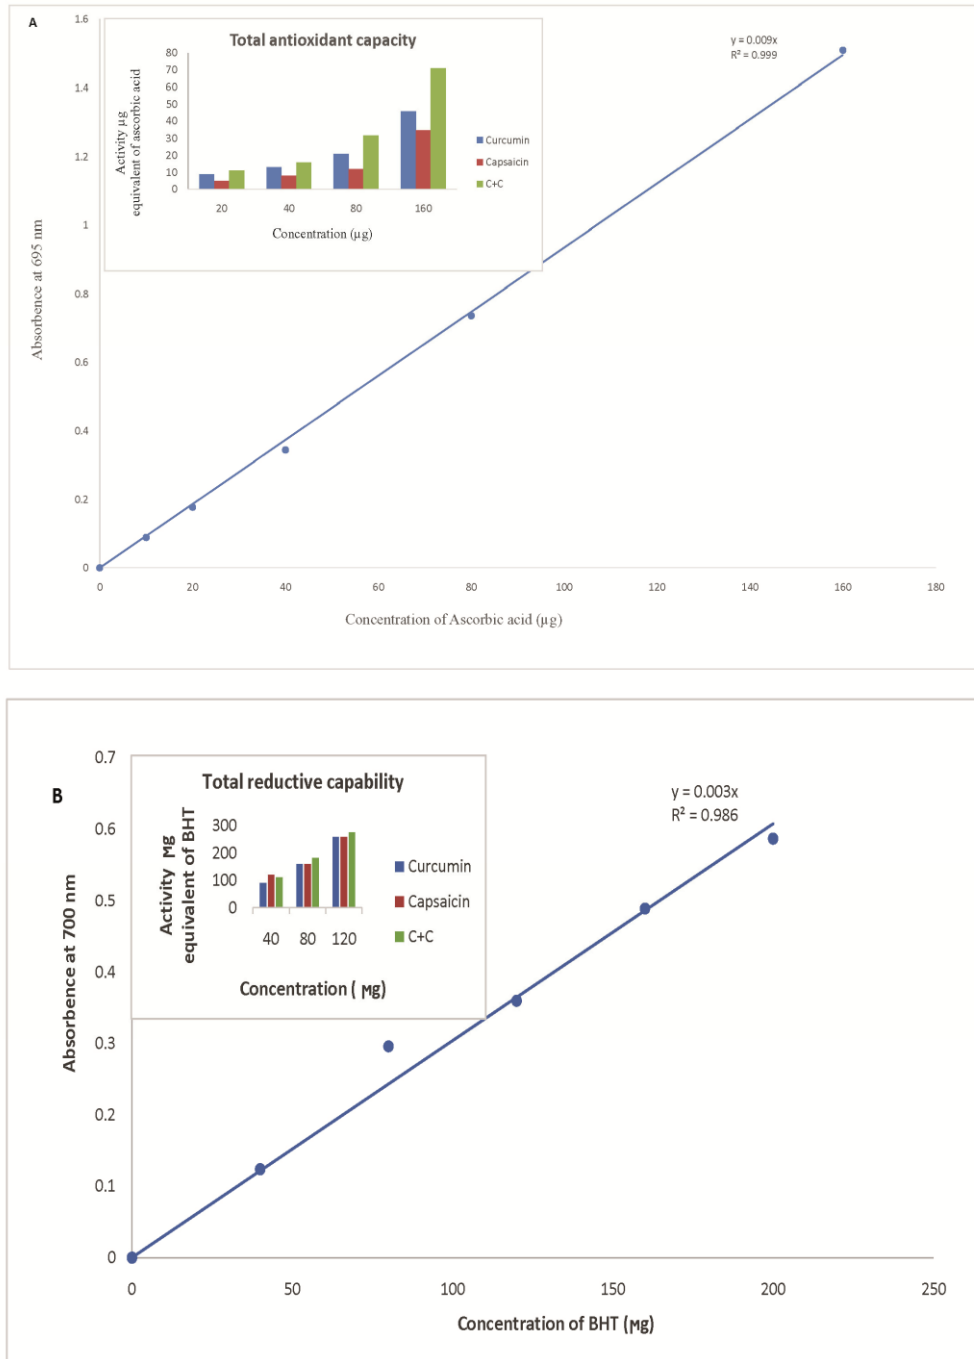 A
1.6
1.4
1.2
1
0.8
0.6
0.4
0.2
0
Absorbence at 695 nm
0 20 40 60 80 100 120 140 160 180
Concentration of Ascorbic acid (µg)
y = 0.009x
R² = 0.999
Total antioxidant capacity
80
70
60
50
40
30
20
10
0
Activity µg
equivalent of ascorbic acid
20 40 80 160
Concentration (µg)
Curcumin
Capsaicin
C+C
B
0.7
0.6
0.5
0.4
0.3
0.2
0.1
0
Absorbence at 700 nm
0 50 100 150 200 250
Concentration of BHT (µg)
y = 0.003x
R² = 0.986
Total reductive capability
300
200
100
0
Activity µg
equivalent of BHT
40 80 120
Concentration ( µg)
Curcumin
Capsaicin
C+C